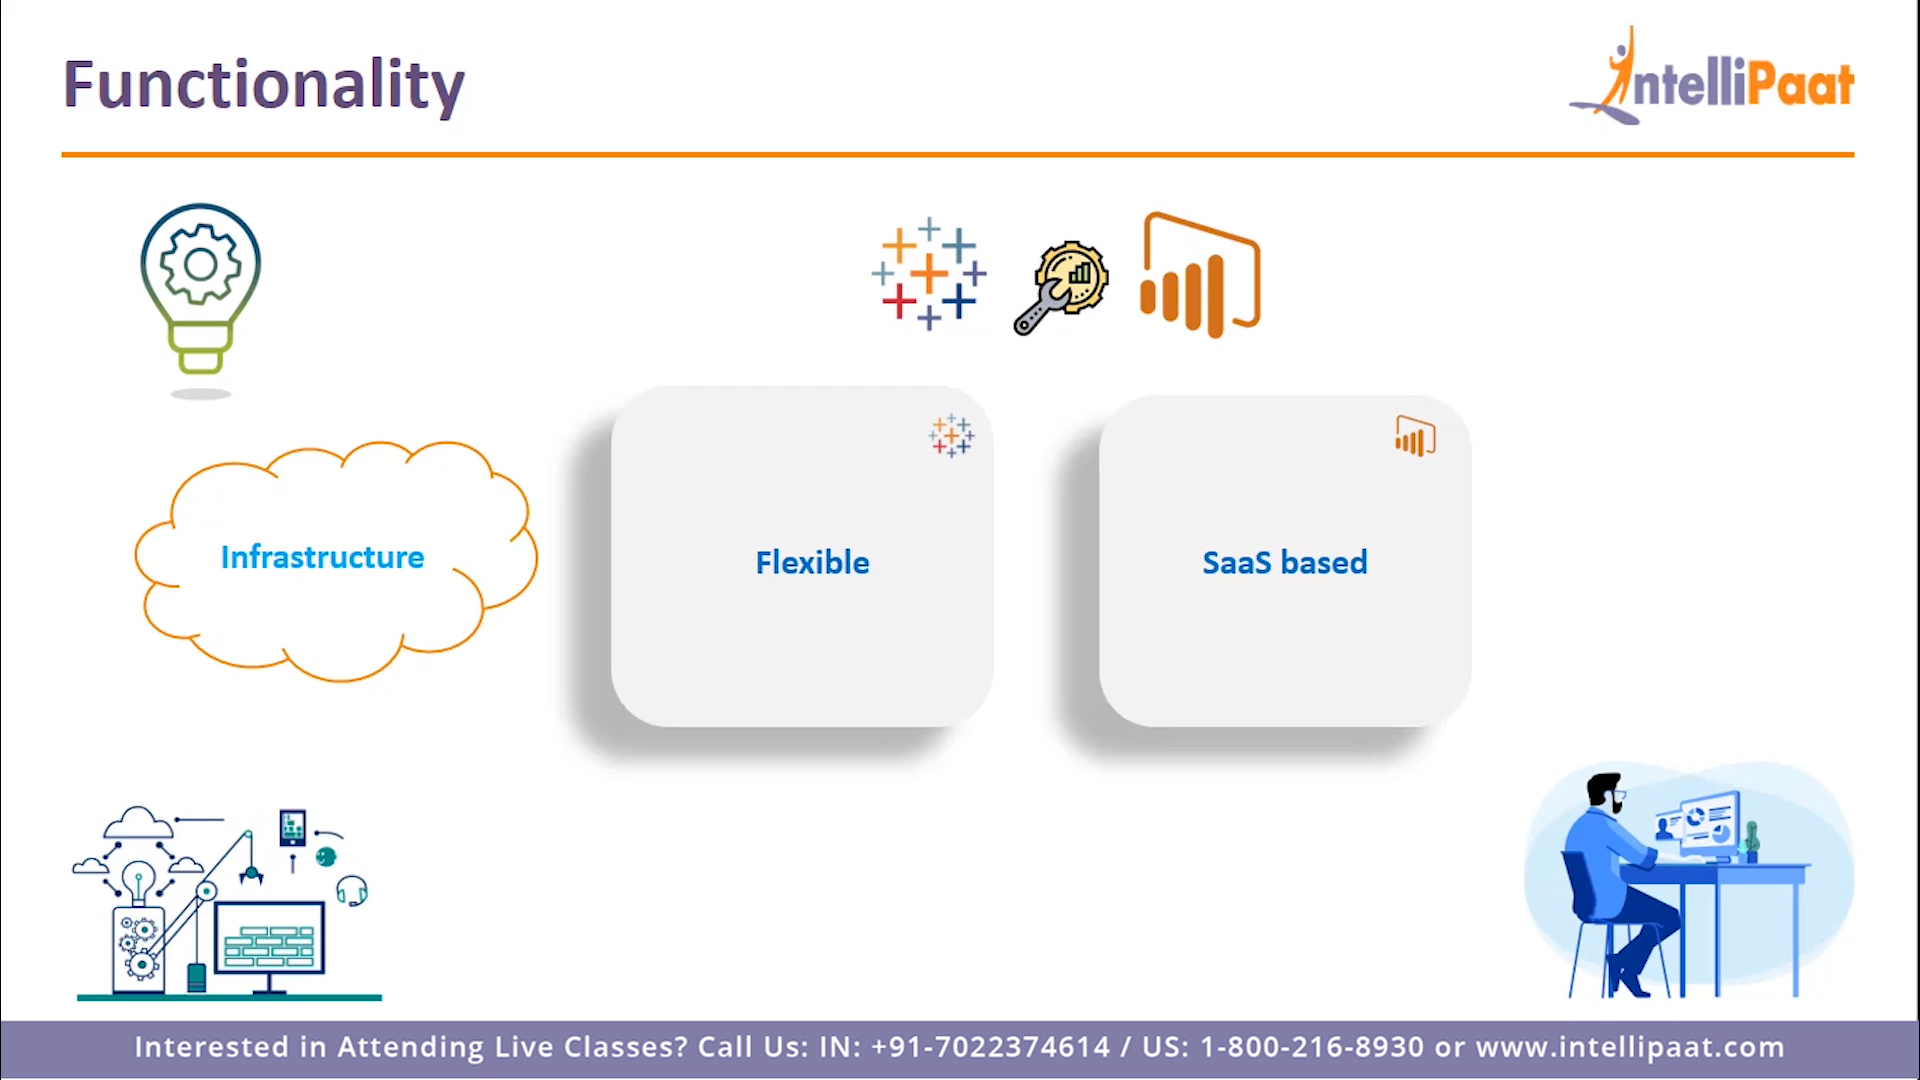 Functionality
IntelliPaat
Infrastructure
Flexible
SaaS based
Interested in Attending Live Classes? Call Us: IN: +91-7022374614 / US: 1-800-216-8930 or www.intellipaat.com